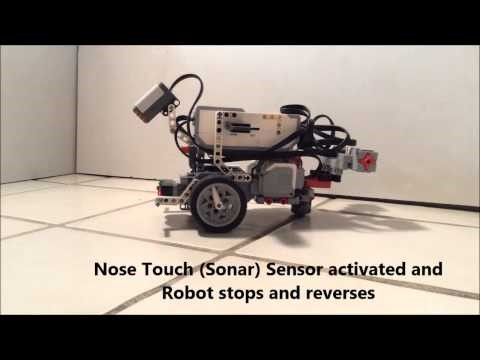 Nose Touch (Sonar) Sensor activated and
Robot stops and reverses